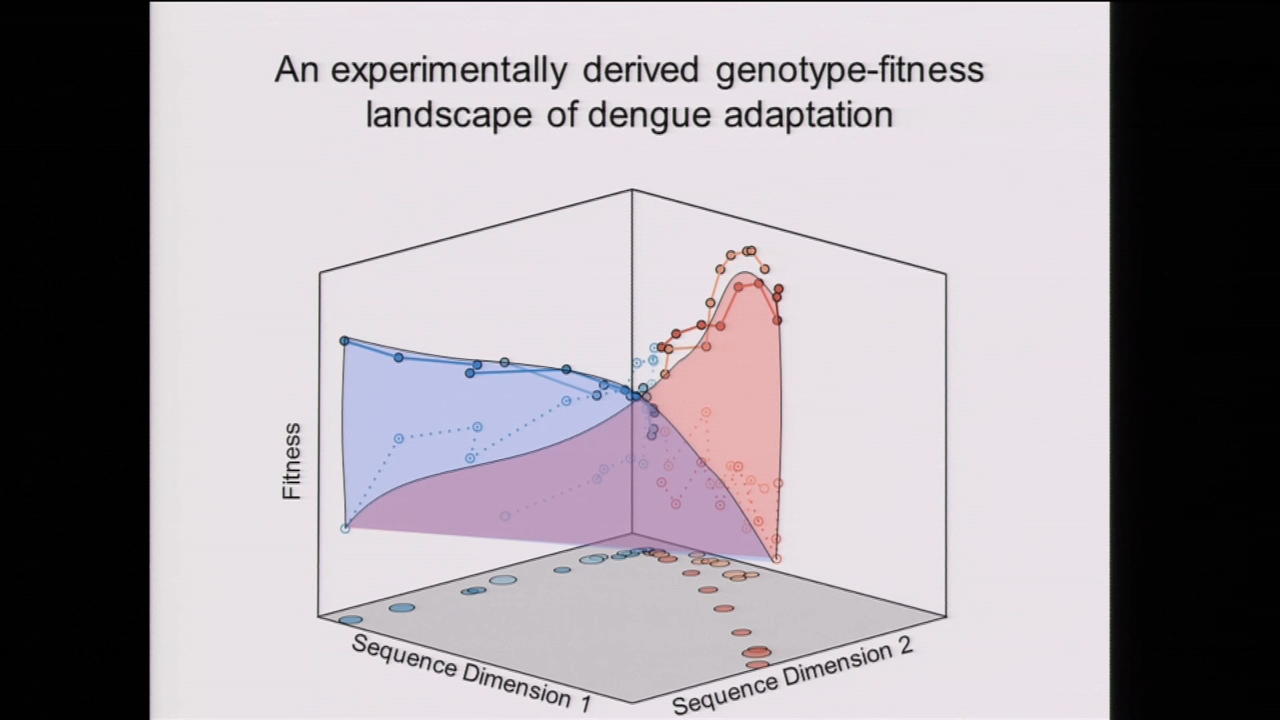 An experimentally derived genotype-fitness
landscape of dengue adaptation
Fitness
Sequence Dimension 1
Sequence Dimension 2